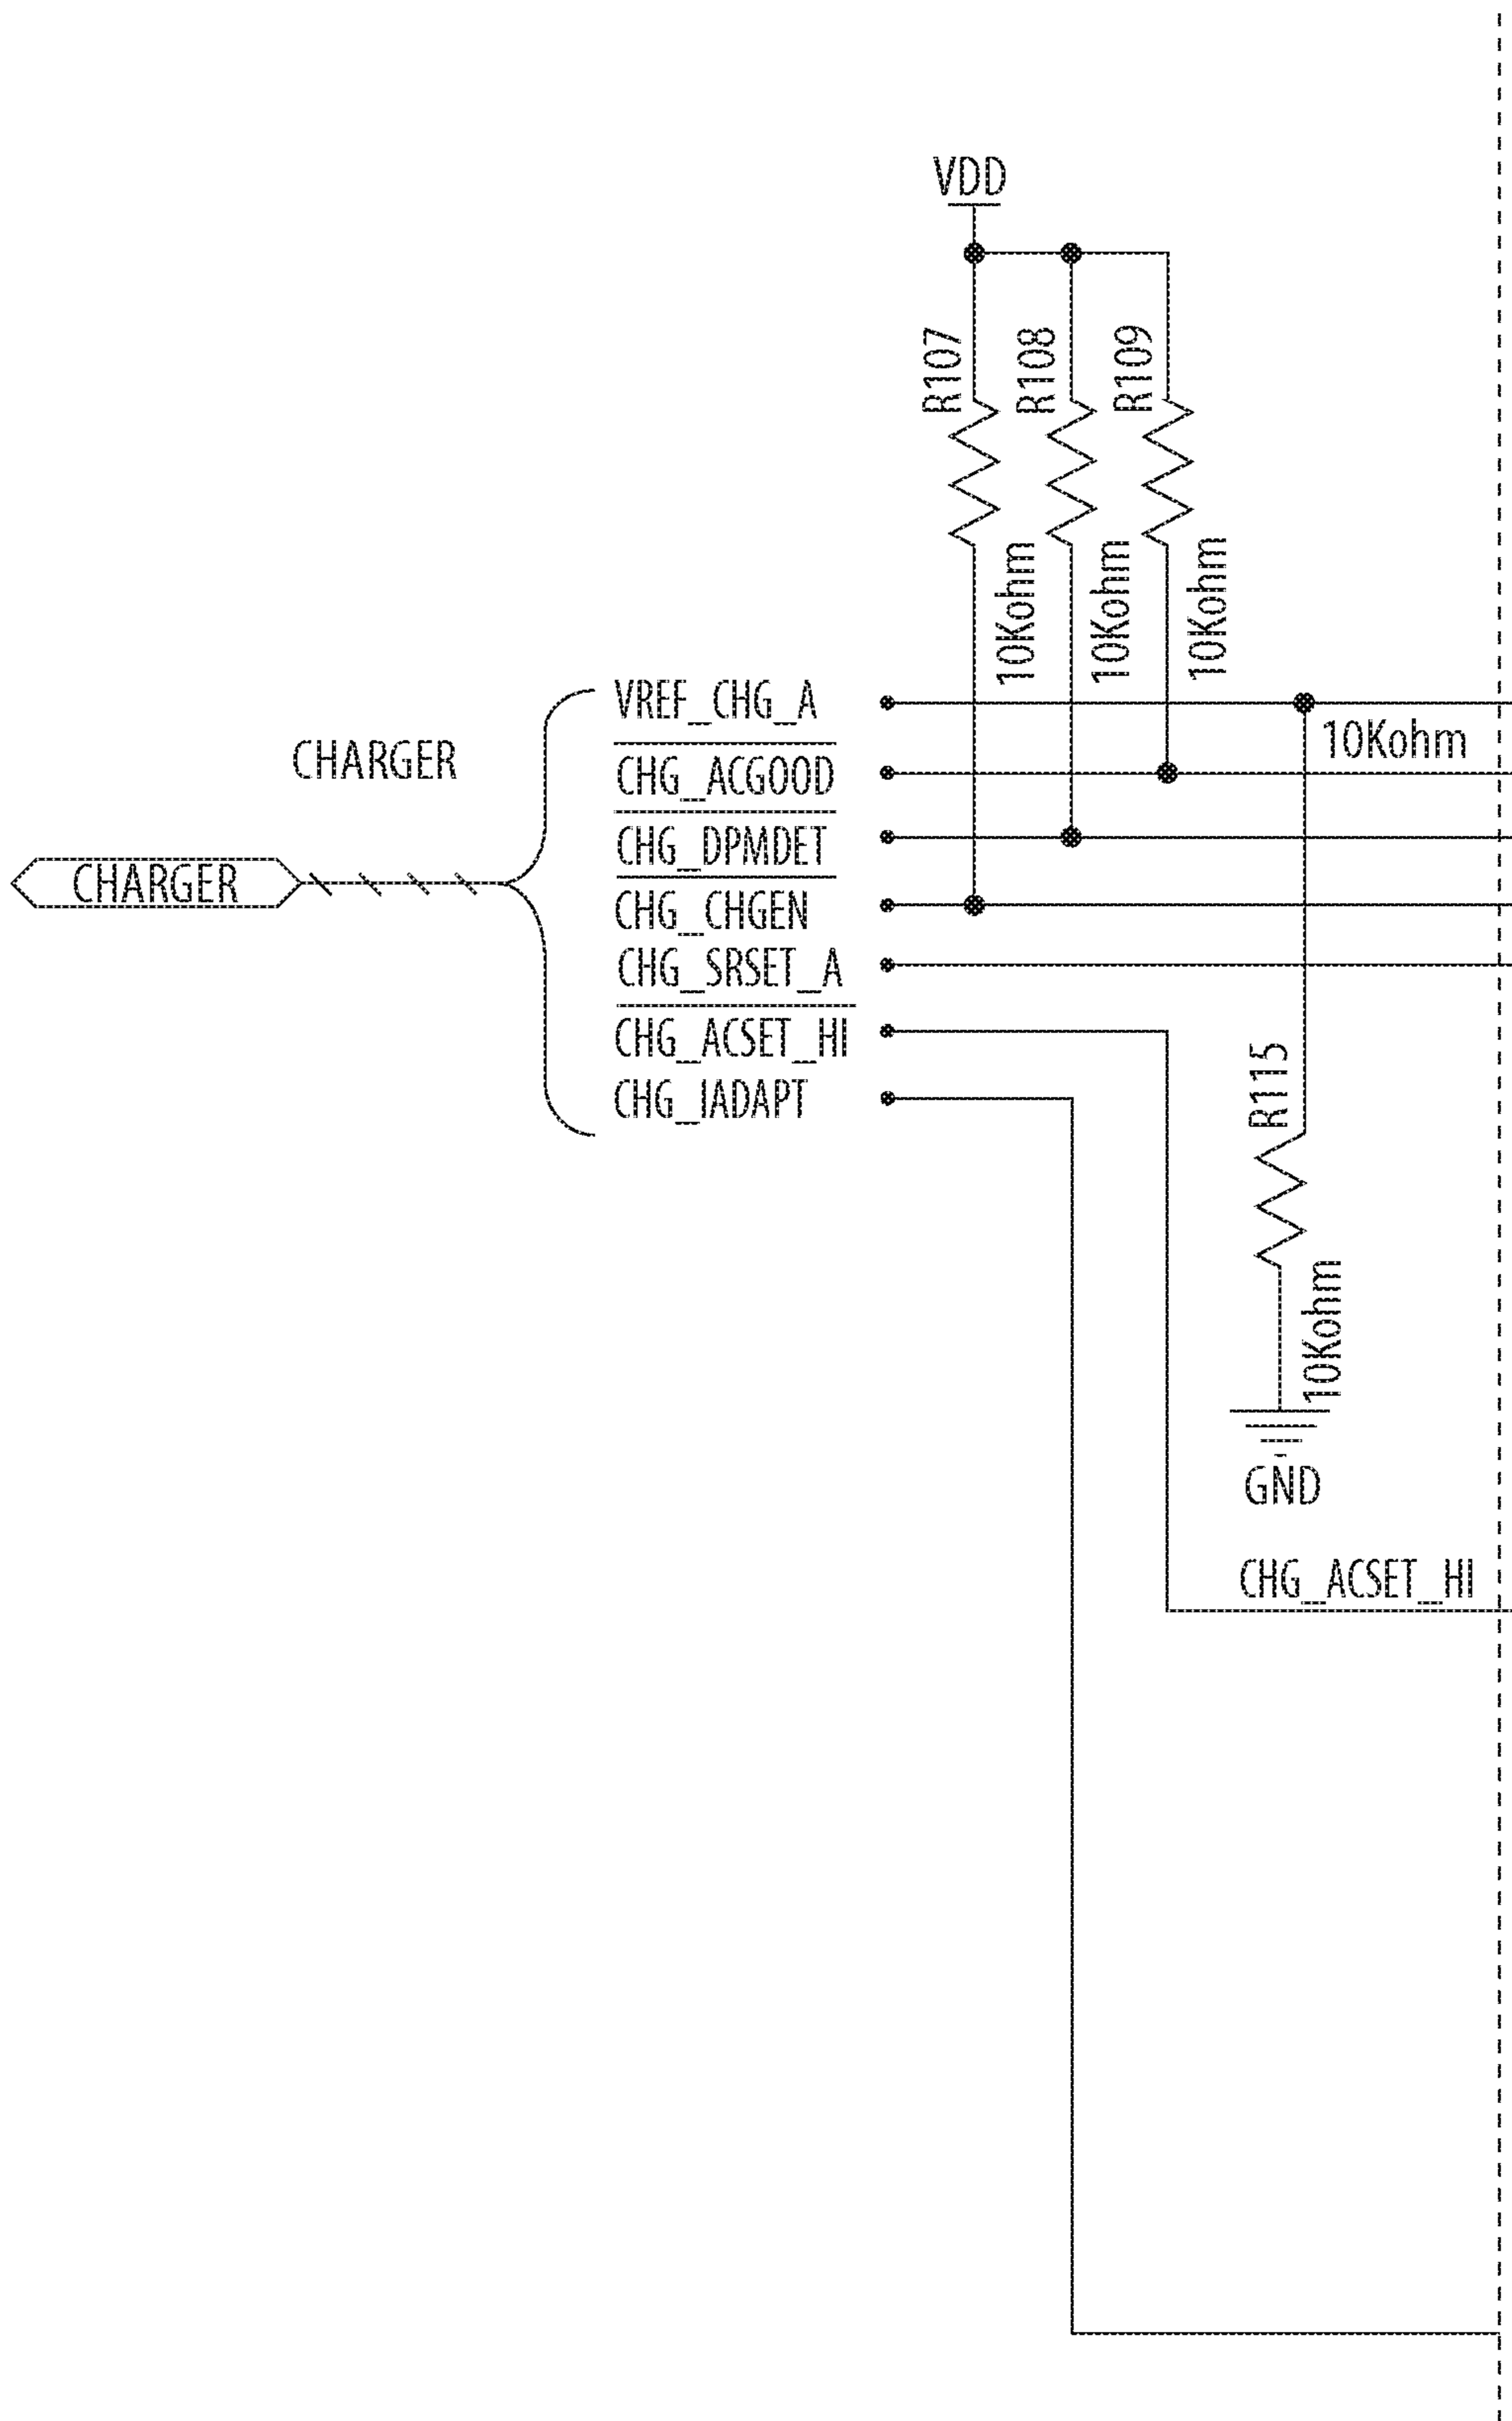 VDD
R107
R108
R109
10Kohm
10Kohm
10Kohm
VREF_CHG_A
10Kohm
CHARGER
CHG_ACGOOD
CHG_DPMDET
CHARGER
CHG_CHGEN
CHG_SRSET_A
CHG_ACSET_HI
R115
CHG_IADAPT
10Kohm
GND
CHG_ACSET_HI